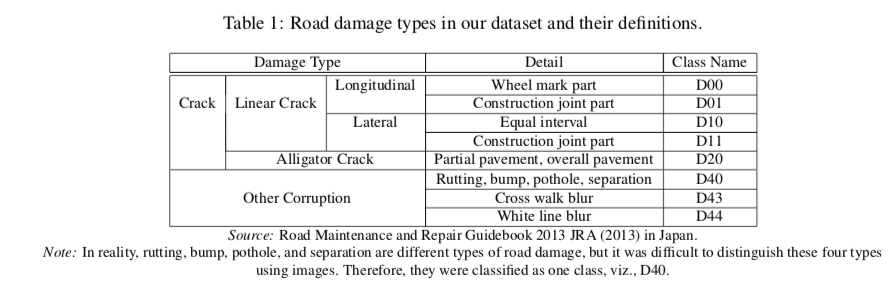 Table 1: Road damage types in our dataset and their definitions.
Damage Type Detail Class Name
Longitudinal Wheel mark part D00
Crack Linear Crack Construction joint part D01
Lateral Equal interval D10
Construction joint part D11
Alligator Crack Partial pavement, overall pavement D20
Rutting, bump, pothole, separation D40
Other Corruption Cross walk blur D43
White line blur D44
Source: Road Maintenance and Repair Guidebook 2013 JRA (2013) in Japan.
Note: In reality, rutting, bump, pothole, and separation are different types of road damage, but it was difficult to distinguish these four types
using images. Therefore, they were classified as one class, viz., D40.